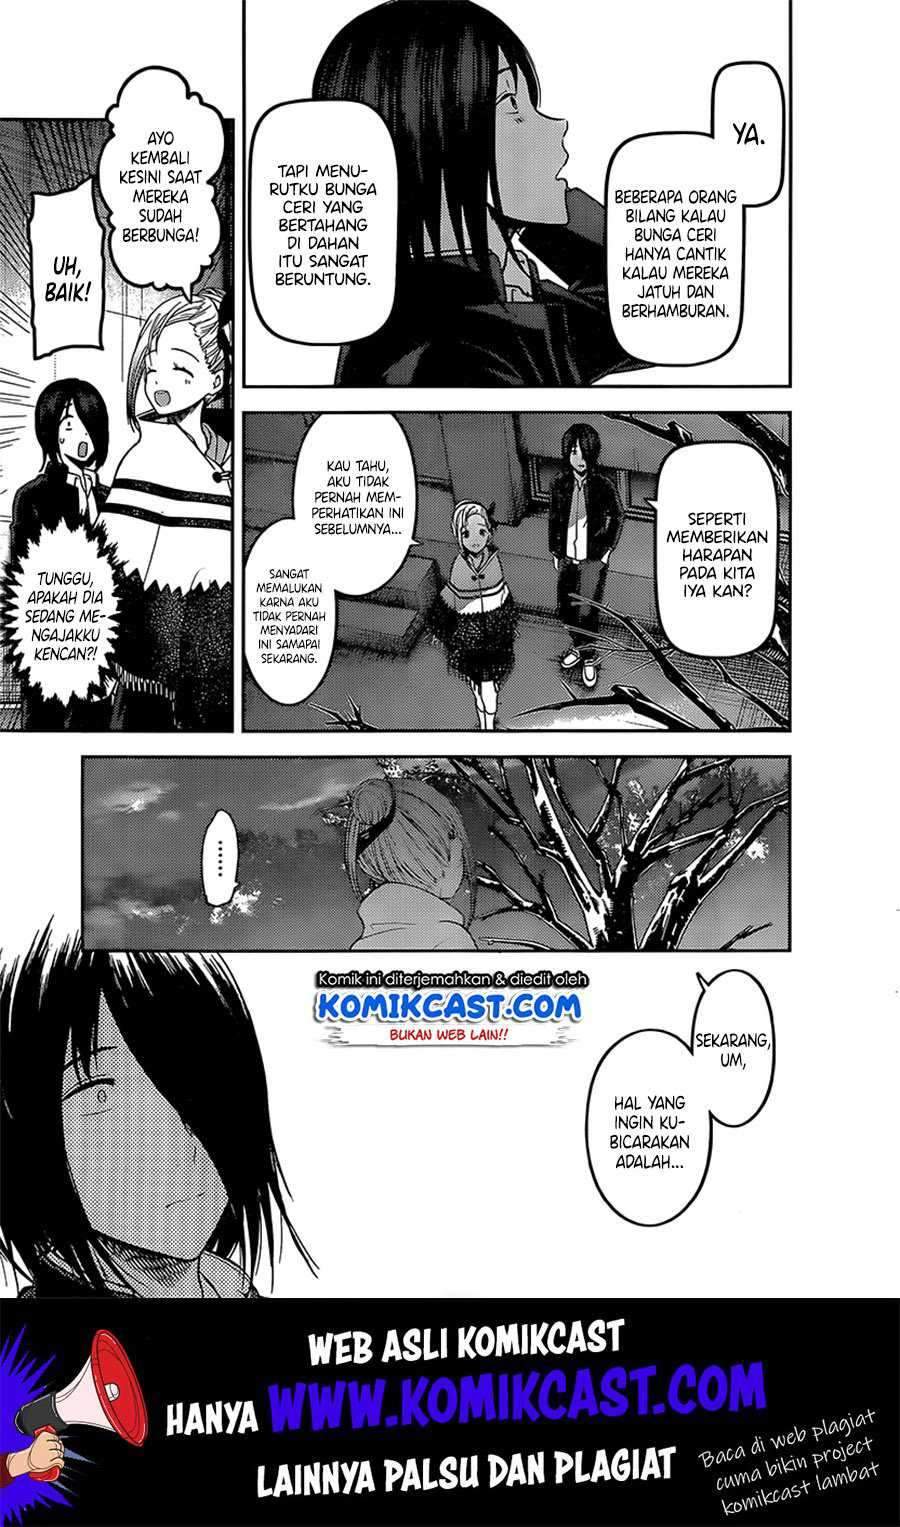 YA.
BEBERAPA ORANG
BILANG KALAU
BUNGA CERI
HANYA CANTIK
KALAU MEREKA
JATUH DAN
BERHAMBURAN.
TAPI MENU-
RUTKU BUNGA
CERI YANG
BERTAHANG
DI DAHAN
ITU SANGAT
BERUNTUNG.
SEPERTI
MEMBERIKAN
HARAPAN
PADA KITA
IYA KAN?
KAU TAHU,
AKU TIDAK
PERNAH MEM-
PERHATIKAN INI
SEBELUMNYA...
SANGAT
MEMALUKAN
KARNA AKU
TIDAK PERNAH
MENYADARI
INI SAMAPAI
SEKARANG.
AYO
KEMBALI
KESINI SAAT
MEREKA
SUDAH
BERBUNGA!
UH,
BAIK!
TUNGGU,
APAKAH DIA
SEDANG ME-
NGAJAKKU
KENCAN?!
........
SEKARANG,
UM,
HAL YANG
INGIN KU-
BICARAKAN
ADALAH...
Komik ini diterjemahkan & diedit oleh
KOMIKCAST.COM
BUKAN WEB LAIN!!
WEB ASLI KOMIKCAST
HANYA WWW.KOMIKCAST.COM
LAINNYA PALSU DAN PLAGIAT
Baca di web plagiat
cuma bikin project
komikcast lambat